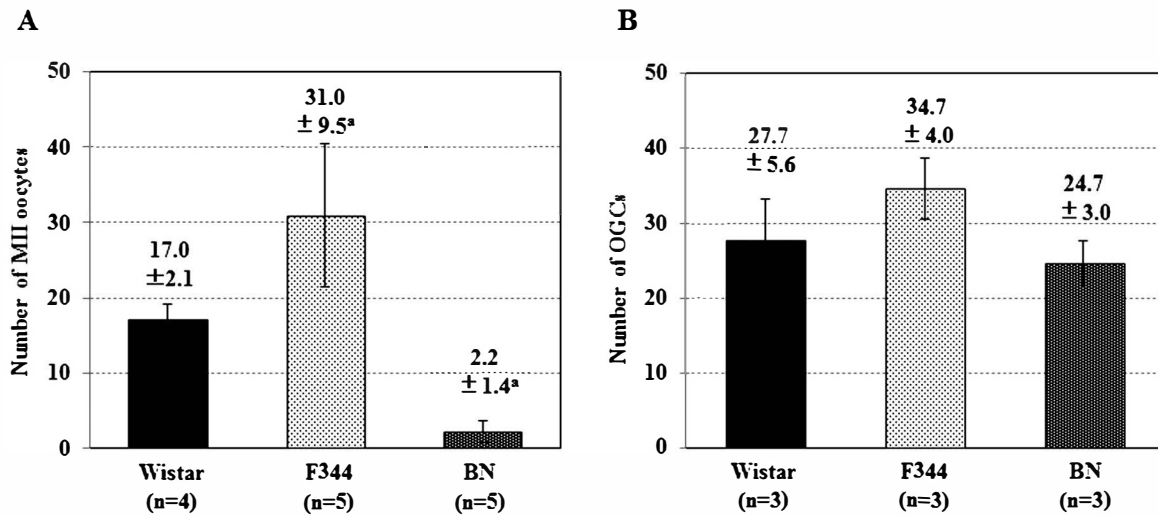 A
Number of MII oocytes
50
40
30
20
10
0
17.0
±2.1
31.0
± 9.5ᵃ
2.2
± 1.4ᵃ
Wistar
(n=4)
F344
(n=5)
BN
(n=5)
B
Number of OGCs
50
40
30
20
10
0
27.7
± 5.6
34.7
± 4.0
24.7
± 3.0
Wistar
(n=3)
F344
(n=3)
BN
(n=3)